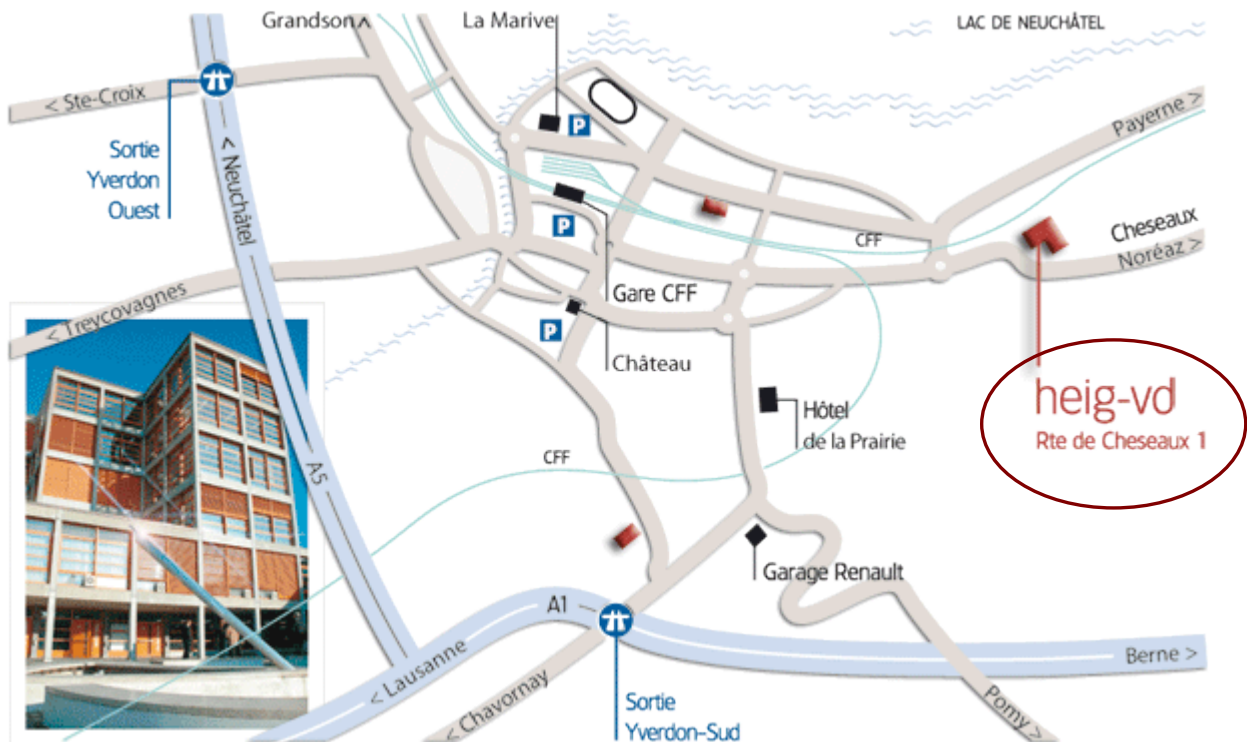 Grandson >
La Marive
LAC DE NEUCHÂTEL
< Ste-Croix
Payerne >
P
Sortie
Yverdon
Ouest
< Neuchâtel
CFF
Cheseaux
Noréaz >
P
Gare CFF
< Treycovagnes
P
Château
heig-vd
Rte de Cheseaux 1
Hôtel
de la Prairie
CFF
A5
Garage Renault
A1
< Lausanne
Berne >
< Chavornay
Pomy >
Sortie
Yverdon-Sud